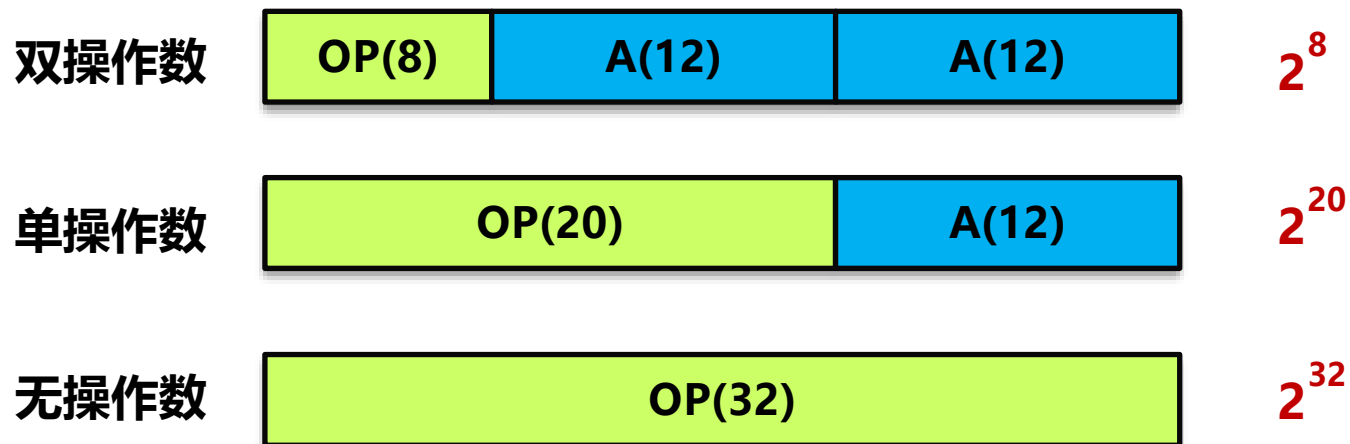 双操作数 OP(8) A(12) A(12) 2^8
单操作数 OP(20) A(12) 2^20
无操作数 OP(32) 2^32